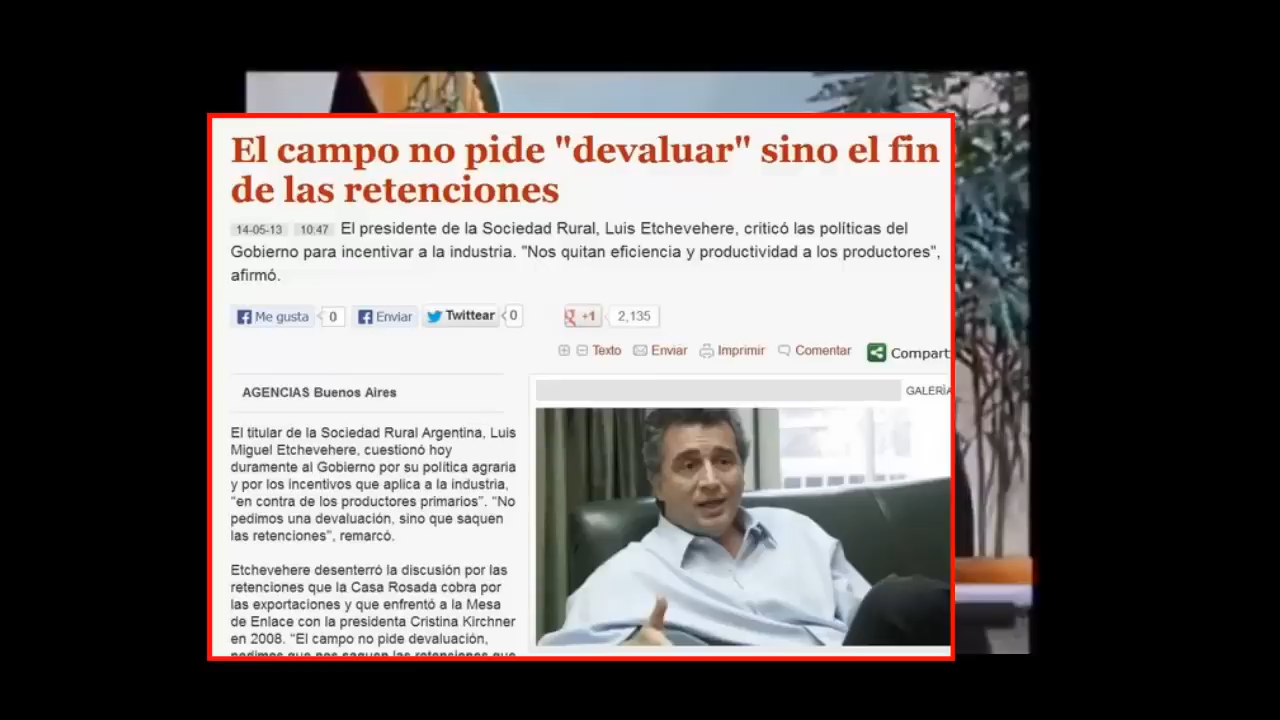 El campo no pide "devaluar" sino el fin
de las retenciones
14-05-13 10:47 El presidente de la Sociedad Rural, Luis Etchevehere, criticó las políticas del
Gobierno para incentivar a la industria. "Nos quitan eficiencia y productividad a los productores",
afirmó.
Me gusta 0 Enviar Twittear 0 +1 2,135
Texto Enviar Imprimir Comentar Compart
AGENCIAS Buenos Aires
GALERÍA
El titular de la Sociedad Rural Argentina, Luis
Miguel Etchevehere, cuestionó hoy
duramente al Gobierno por su política agraria
y por los incentivos que aplica a la industria,
“en contra de los productores primarios”. “No
pedimos una devaluación, sino que saquen
las retenciones”, remarcó.
Etchevehere desenterró la discusión por las
retenciones que la Casa Rosada cobra por
las exportaciones y que enfrentó a la Mesa
de Enlace con la presidenta Cristina Kirchner
en 2008. “El campo no pide devaluación,
pedimos que nos saquen las retenciones que